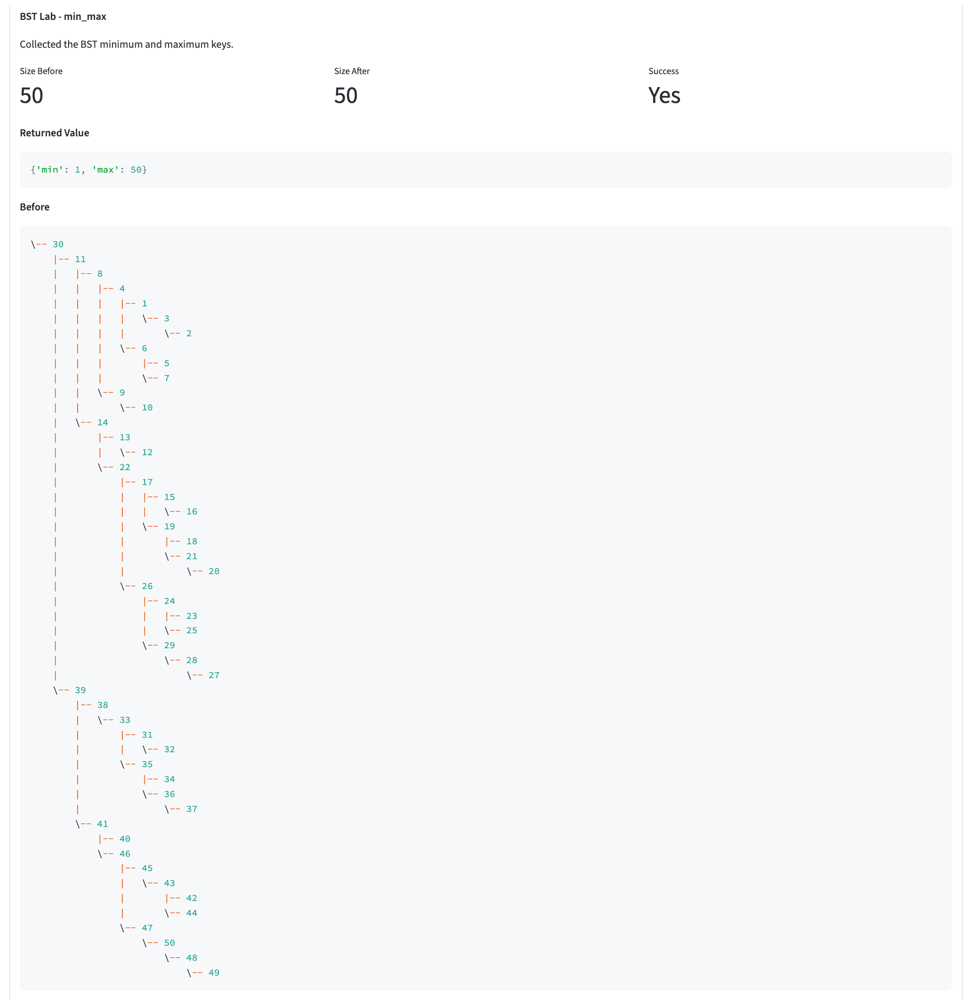 BST Lab - min_max
Collected the BST minimum and maximum keys.
Size Before
50
Size After
50
Success
Yes
Returned Value
{'min': 1, 'max': 50}
Before
\-- 30
    |-- 11
    |   |-- 8
    |   |   |-- 4
    |   |   |   |-- 1
    |   |   |   |   \-- 3
    |   |   |   |       \-- 2
    |   |   |   \-- 6
    |   |   |       |-- 5
    |   |   |       \-- 7
    |   |   \-- 9
    |   |       \-- 10
    |   \-- 14
    |       |-- 13
    |       |   \-- 12
    |       \-- 22
    |           |-- 17
    |           |   |-- 15
    |           |   |   \-- 16
    |           |   \-- 19
    |           |       |-- 18
    |           |       \-- 21
    |           |           \-- 20
    |           \-- 26
    |               |-- 24
    |               |   |-- 23
    |               |   \-- 25
    |               \-- 29
    |                   \-- 28
    |                       \-- 27
    \-- 39
        |-- 38
        |   \-- 33
        |       |-- 31
        |       |   \-- 32
        |       \-- 35
        |           |-- 34
        |           \-- 36
        |               \-- 37
        \-- 41
            |-- 40
            \-- 46
                |-- 45
                |   \-- 43
                |       |-- 42
                |       \-- 44
                \-- 47
                    \-- 50
                        \-- 48
                            \-- 49